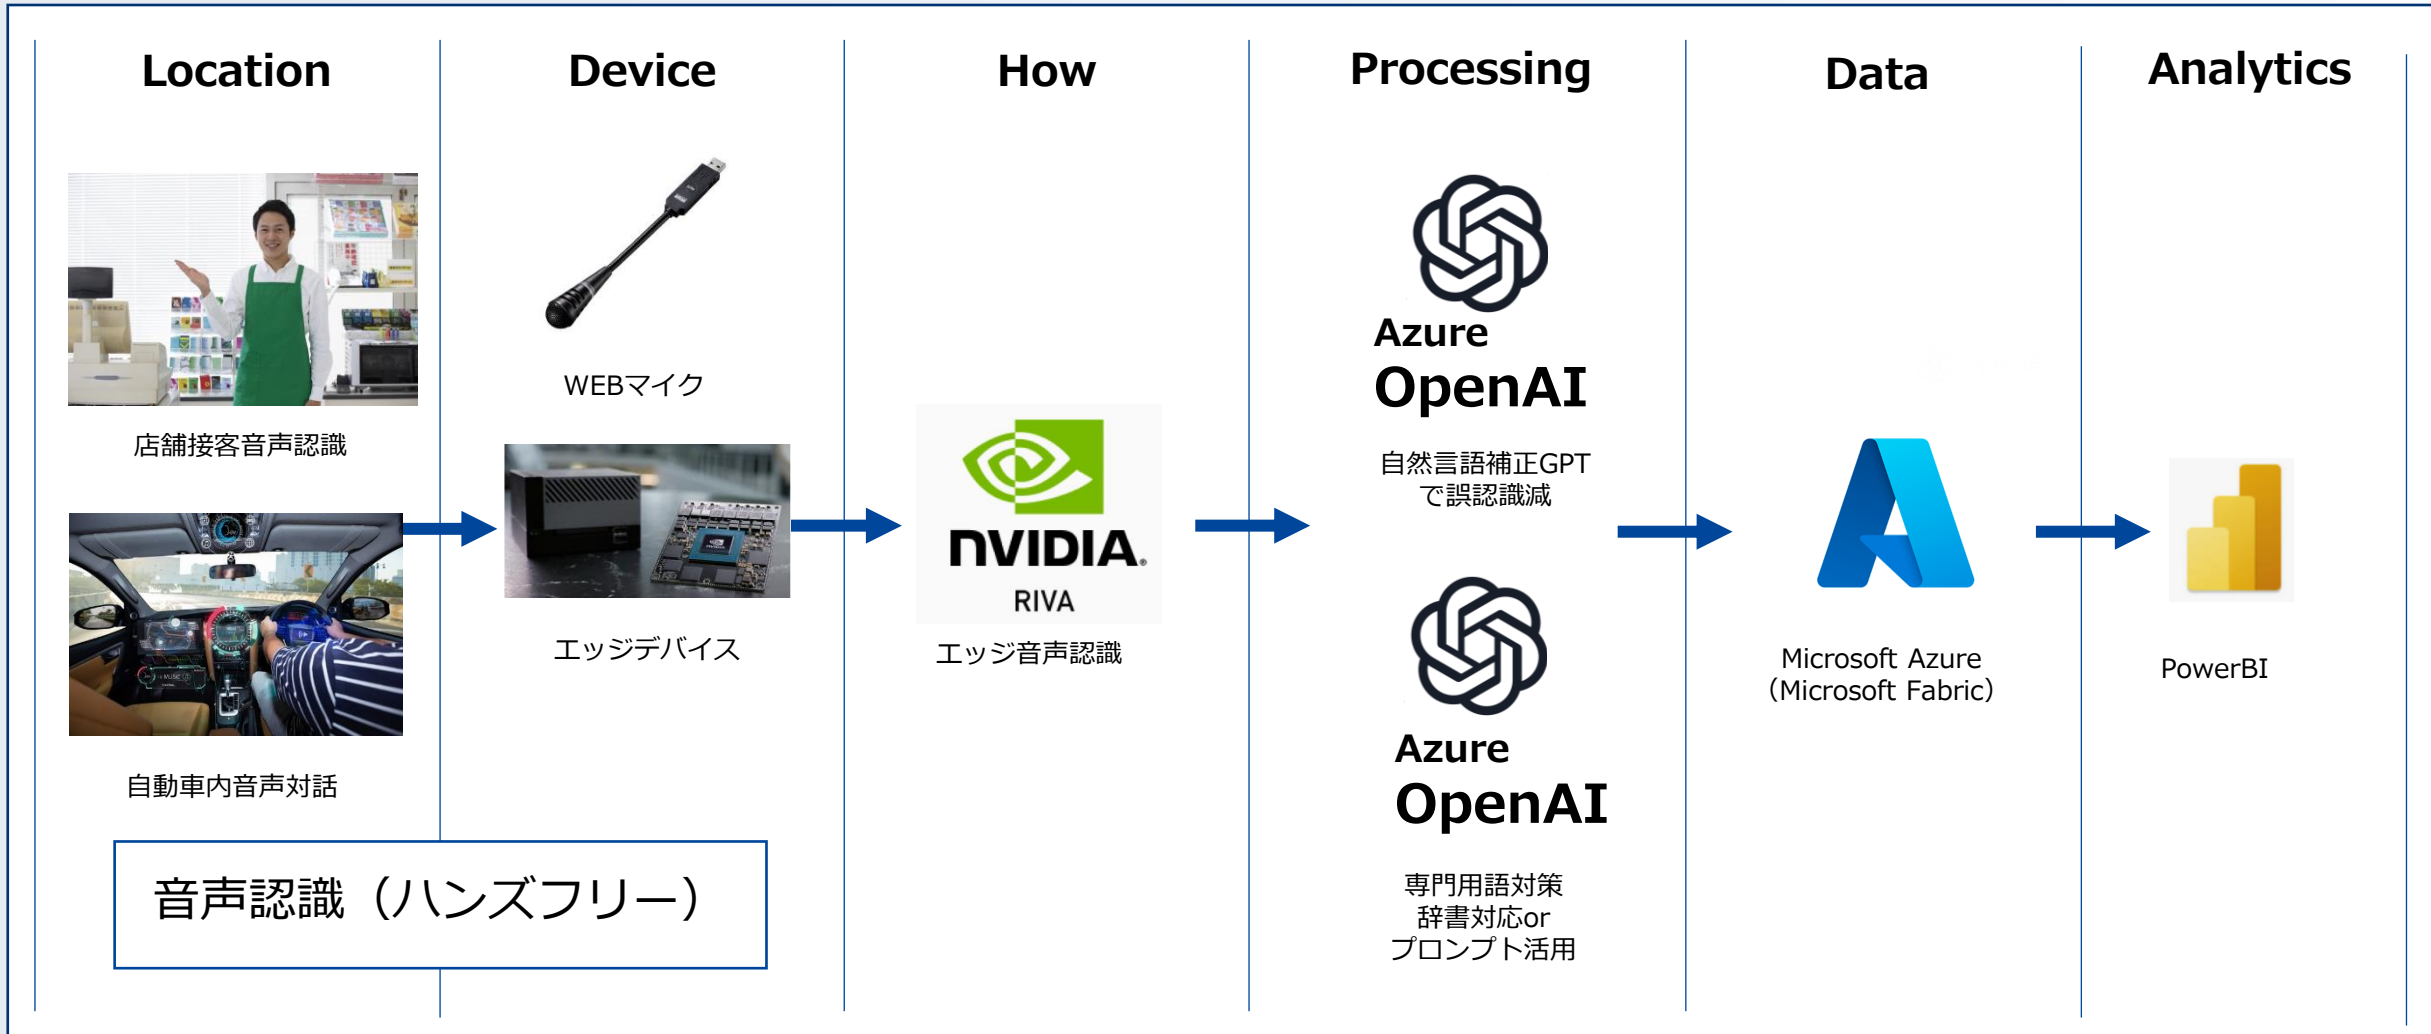 Location
Device
How
Processing
Data
Analytics
店舗接客音声認識
自動車内音声対話
音声認識（ハンズフリー）
WEBマイク
エッジデバイス
NVIDIA.
RIVA
エッジ音声認識
Azure
OpenAI
自然言語補正GPT
で誤認識減
Azure
OpenAI
専門用語対策
辞書対応or
プロンプト活用
Microsoft Azure
（Microsoft Fabric）
PowerBI